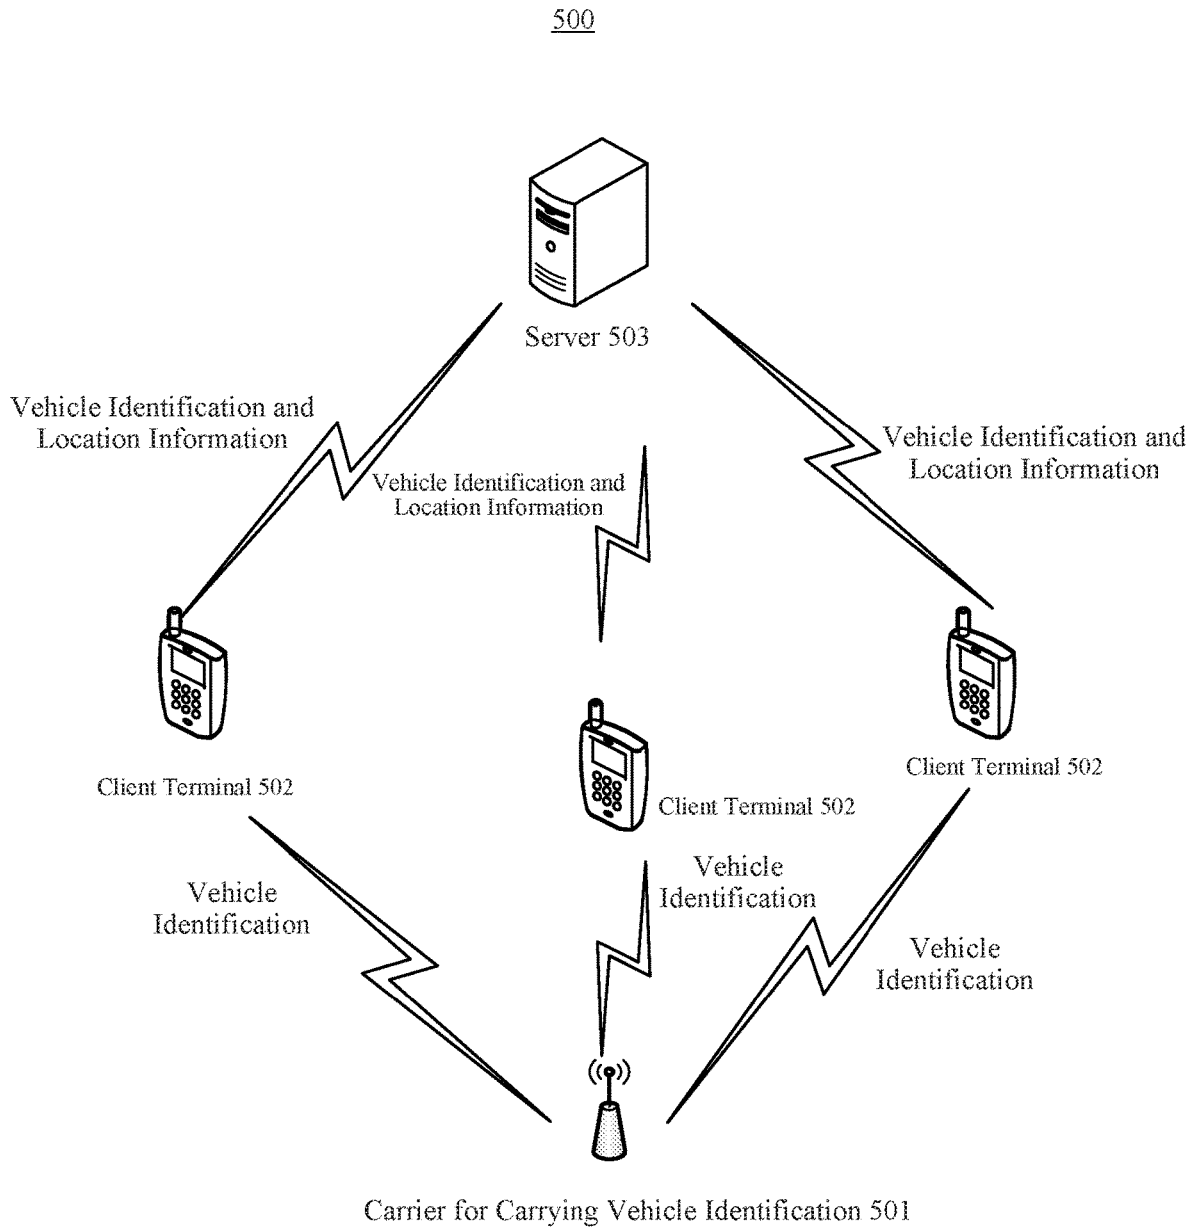 500
Server 503
Vehicle Identification and
Location Information
Vehicle Identification and
Location Information
Vehicle Identification and
Location Information
Client Terminal 502
Client Terminal 502
Client Terminal 502
Vehicle
Identification
Vehicle
Identification
Vehicle
Identification
Carrier for Carrying Vehicle Identification 501